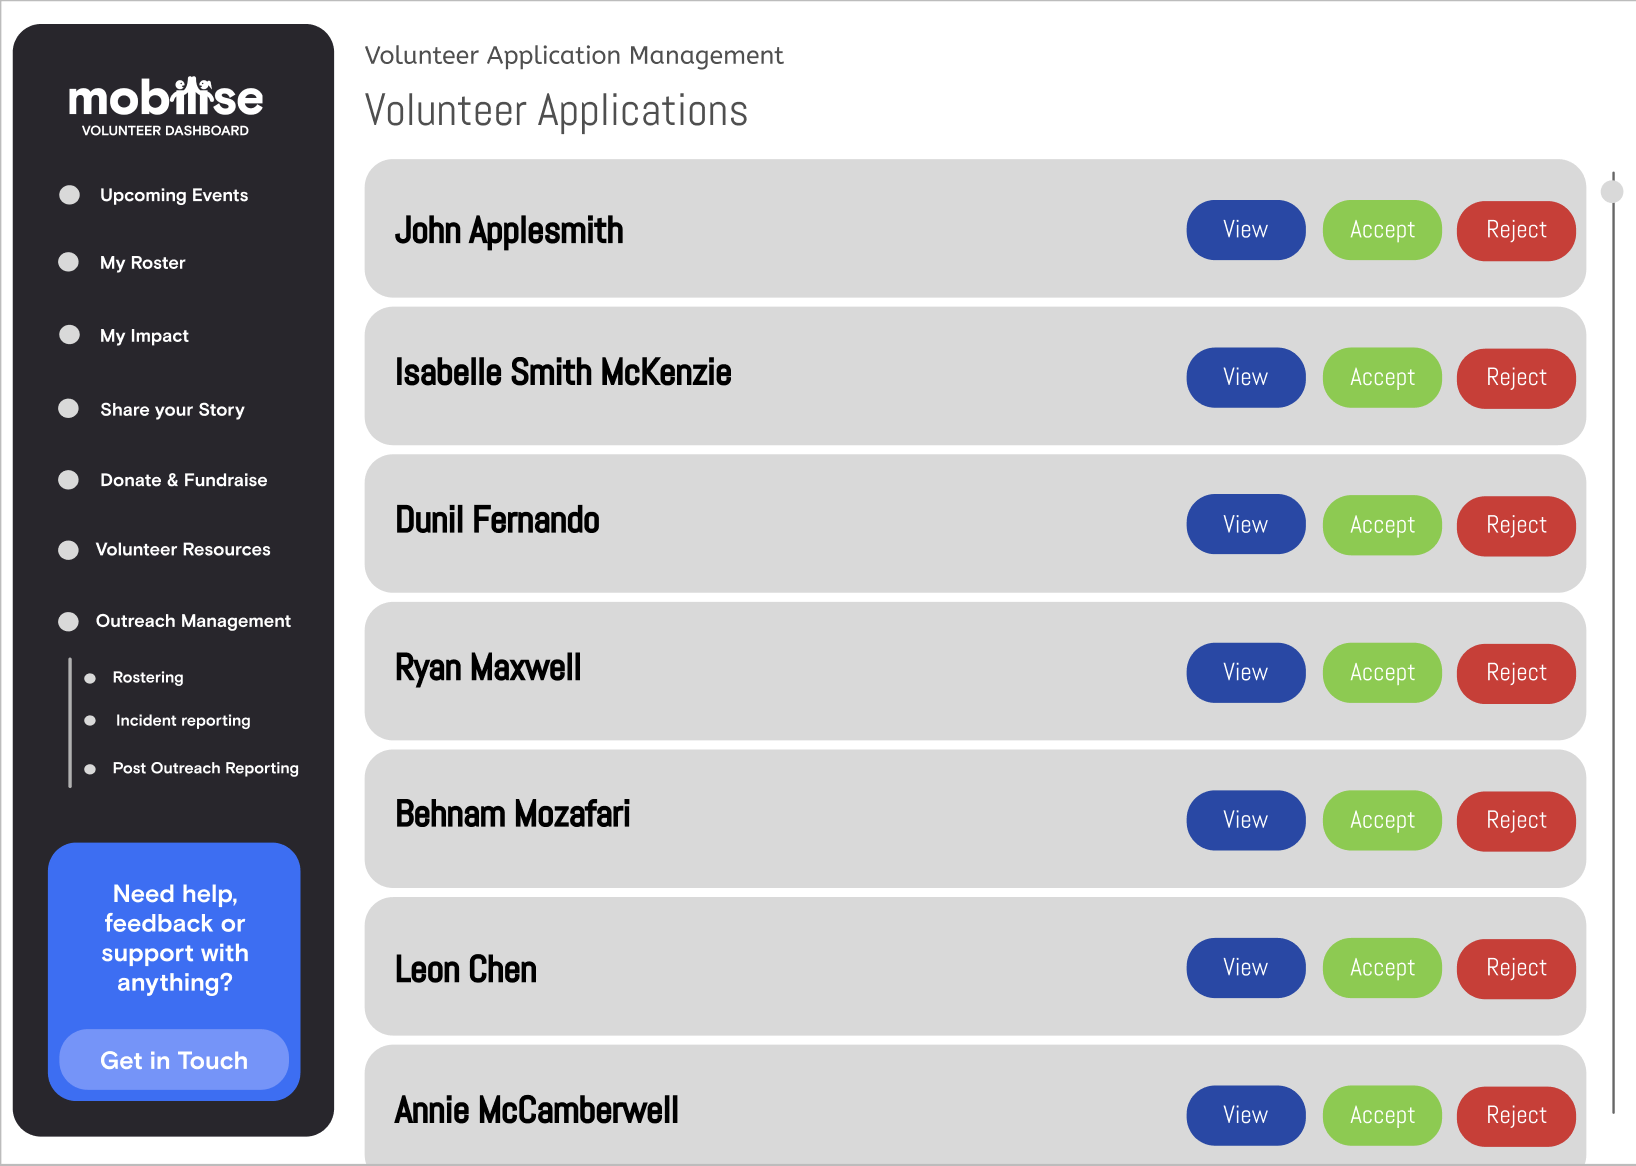 mobilise
VOLUNTEER DASHBOARD
Upcoming Events
My Roster
My Impact
Share your Story
Donate & Fundraise
Volunteer Resources
Outreach Management
Rostering
Incident reporting
Post Outreach Reporting
Need help,
feedback or
support with
anything?
Get in Touch
Volunteer Application Management
Volunteer Applications
John Applesmith View Accept Reject
Isabelle Smith McKenzie View Accept Reject
Dunil Fernando View Accept Reject
Ryan Maxwell View Accept Reject
Behnam Mozafari View Accept Reject
Leon Chen View Accept Reject
Annie McCamberwell View Accept Reject